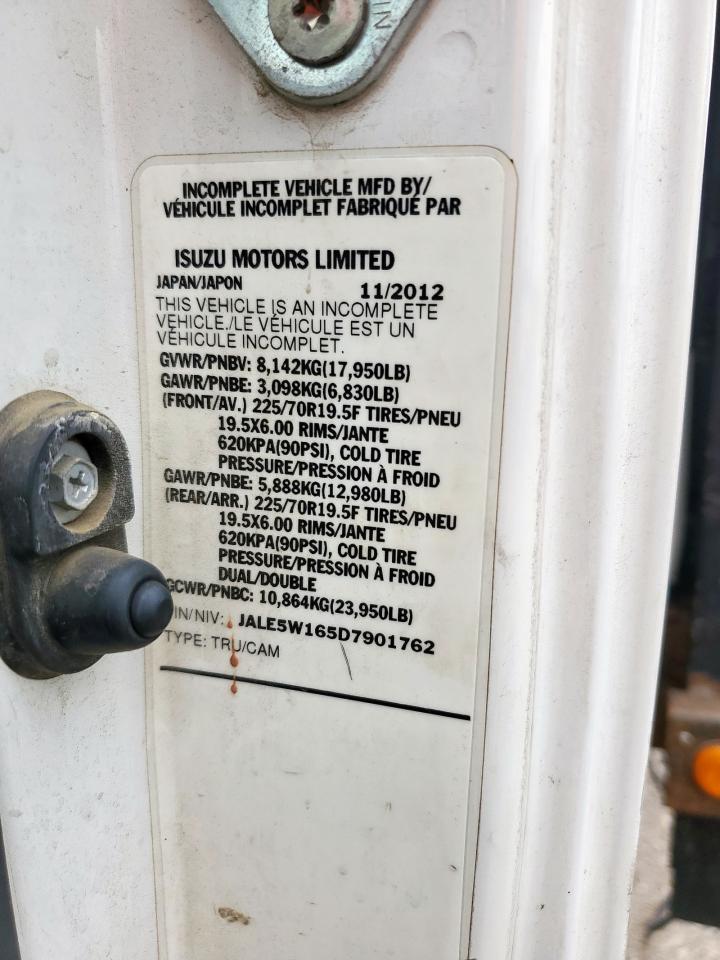 IN
INCOMPLETE VEHICLE MFD BY/
VÉHICULE INCOMPLET FABRIQUÉ PAR
ISUZU MOTORS LIMITED
JAPAN/JAPON 11/2012
THIS VEHICLE IS AN INCOMPLETE
VEHICLE./LE VÉHICULE EST UN
VÉHICULE INCOMPLET.
GVWR/PNBV: 8,142KG(17,950LB)
GAWR/PNBE: 3,098KG(6,830LB)
(FRONT/AV.) 225/70R19.5F TIRES/PNEU
19.5X6.00 RIMS/JANTE
620KPA(90PSI), COLD TIRE
PRESSURE/PRESSION À FROID
GAWR/PNBE: 5,888KG(12,980LB)
(REAR/ARR.) 225/70R19.5F TIRES/PNEU
19.5X6.00 RIMS/JANTE
620KPA(90PSI), COLD TIRE
PRESSURE/PRESSION À FROID
DUAL/DOUBLE
GCWR/PNBC: 10,864KG(23,950LB)
IN/NIV: JALE5W165D7901762
TYPE: TRU/CAM